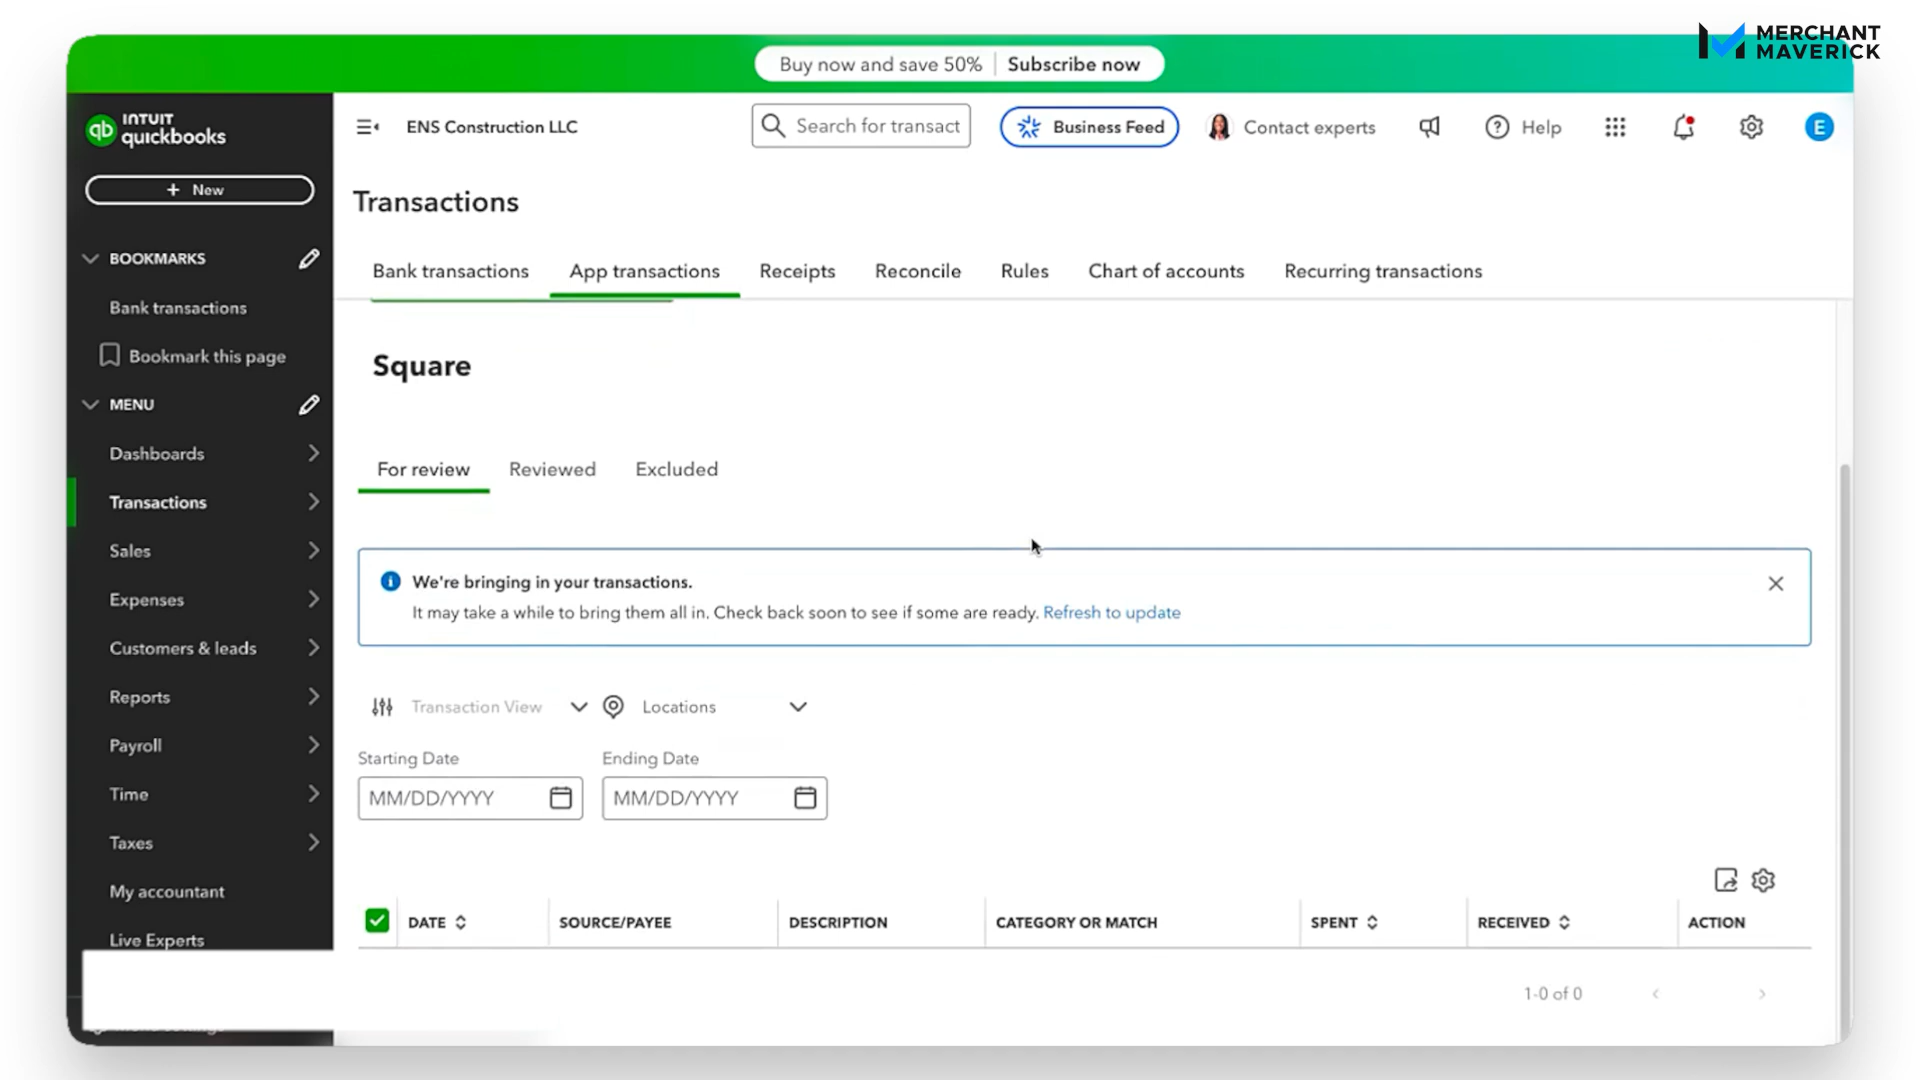 MERCHANT
MAVERICK
Buy now and save 50% Subscribe now
INTUIT
quickbooks
ENS Construction LLC
Search for transact
Business Feed
Contact experts
Help
E
+ New
Transactions
BOOKMARKS
Bank transactions
Bookmark this page
MENU
Dashboards
Transactions
Sales
Expenses
Customers & leads
Reports
Payroll
Time
Taxes
My accountant
Live Experts
Bank transactions
App transactions
Receipts
Reconcile
Rules
Chart of accounts
Recurring transactions
Square
For review
Reviewed
Excluded
We're bringing in your transactions.
It may take a while to bring them all in. Check back soon to see if some are ready. Refresh to update
Transaction View
Locations
Starting Date
Ending Date
MM/DD/YYYY
MM/DD/YYYY
DATE
SOURCE/PAYEE
DESCRIPTION
CATEGORY OR MATCH
SPENT
RECEIVED
ACTION
1-0 of 0